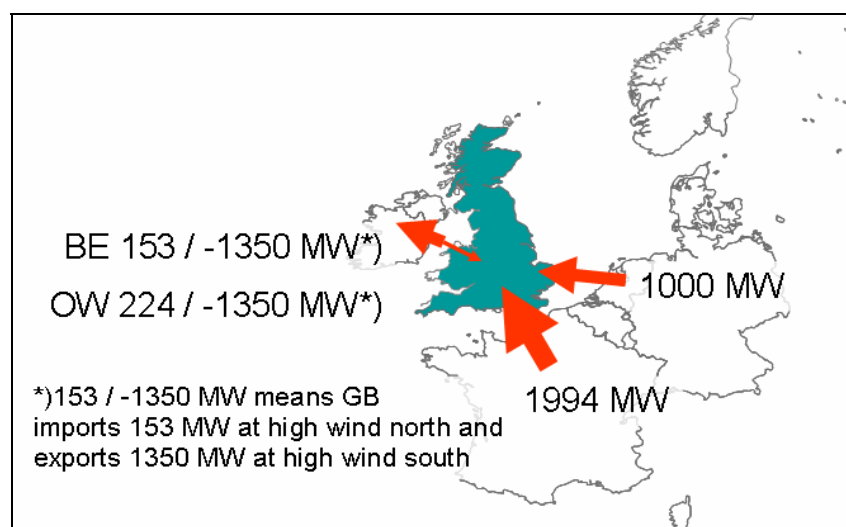 BE 153 / -1350 MW*)
OW 224 / -1350 MW*)
1000 MW
1994 MW
*)153 / -1350 MW means GB
imports 153 MW at high wind north and
exports 1350 MW at high wind south